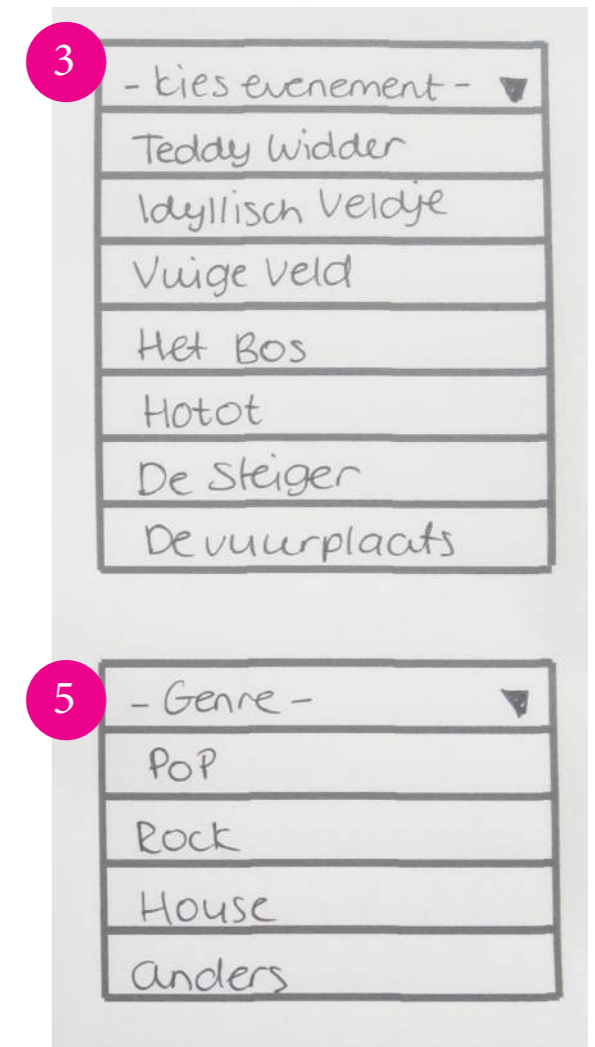 3
- kies evenement -
Teddy Widder
Idyllisch Veldje
Vuige Veld
Het Bos
Hotot
De Steiger
De vuurplaats
5
- Genre -
Pop
Rock
House
anders